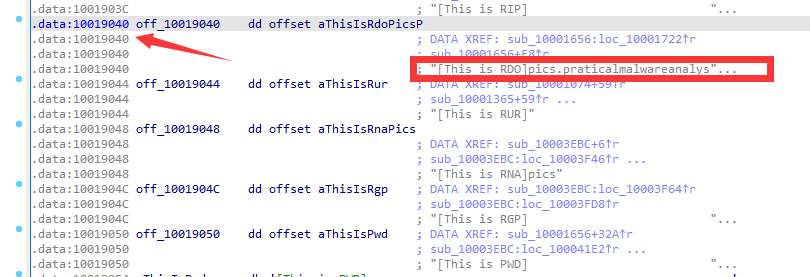 .data:1001903C ; "[This is RIP] "...
.data:10019040 off_10019040 dd offset aThisIsRdoPicsP
.data:10019040 ; DATA XREF: sub_10001656:loc_10001722↑r
.data:10019040 ; sub_10001656+F8↑r
.data:10019040 ; "[This is RDO]pics.praticalmalwareanalys"...
.data:10019044 off_10019044 dd offset aThisIsRur ; DATA XREF: sub_10001074+59↑r
.data:10019044 ; sub_10001365+59↑r ...
.data:10019044 ; "[This is RUR]"
.data:10019048 off_10019048 dd offset aThisIsRnaPics
.data:10019048 ; DATA XREF: sub_10003EBC+6↑r
.data:10019048 ; sub_10003EBC:loc_10003F46↑r ...
.data:10019048 ; "[This is RNA]pics"
.data:1001904C off_1001904C dd offset aThisIsRgp ; DATA XREF: sub_10003EBC:loc_10003F64↑r
.data:1001904C ; sub_10003EBC:loc_10003FD8↑r
.data:1001904C ; "[This is RGP] "...
.data:10019050 off_10019050 dd offset aThisIsPwd ; DATA XREF: sub_10001656+32A↑r
.data:10019050 ; sub_10003EBC:loc_100041E2↑r ...
.data:10019050 ; "[This is PWD] "...